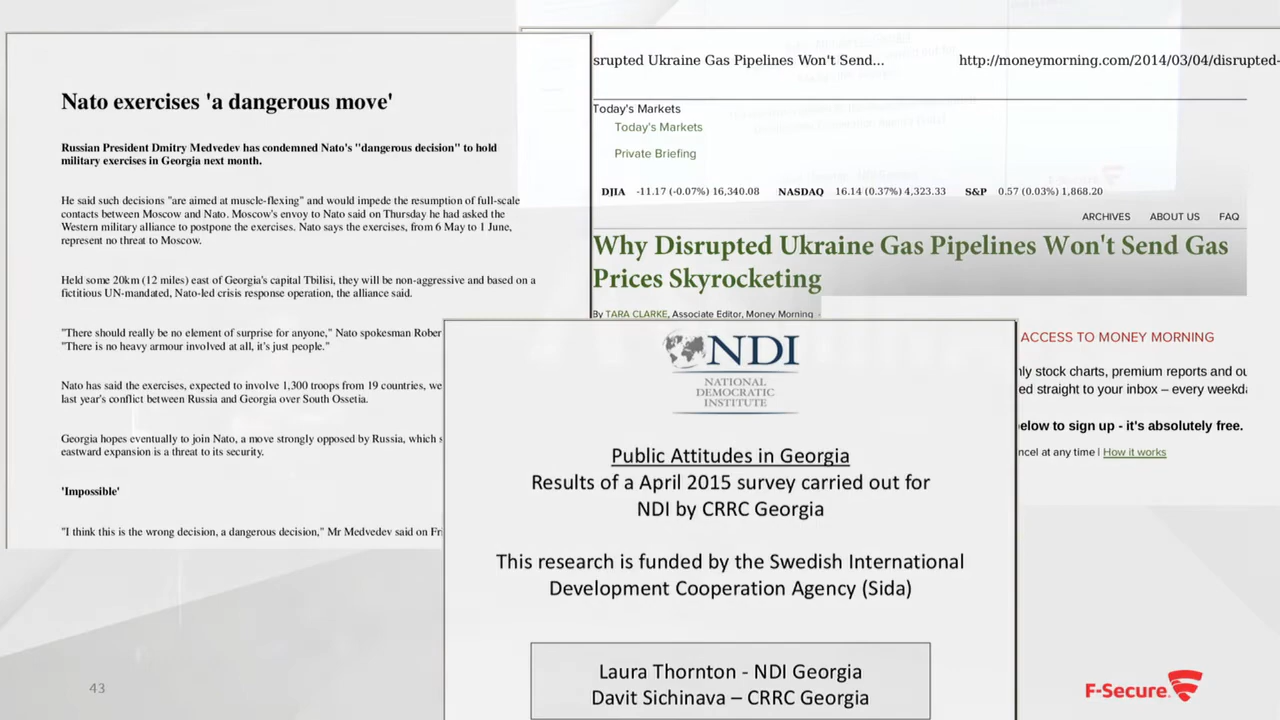 Nato exercises 'a dangerous move'
Russian President Dmitry Medvedev has condemned Nato's "dangerous decision" to hold
military exercises in Georgia next month.
He said such decisions "are aimed at muscle-flexing" and would impede the resumption of full-scale
contacts between Moscow and Nato. Moscow's envoy to Nato said on Thursday he had asked the
Western military alliance to postpone the exercises. Nato says the exercises, from 6 May to 1 June,
represent no threat to Moscow.
Held some 20km (12 miles) east of Georgia's capital Tbilisi, they will be non-aggressive and based on a
fictitious UN-mandated, Nato-led crisis response operation, the alliance said.
"There should really be no element of surprise for anyone," Nato spokesman Rober
"There is no heavy armour involved at all, it's just people."
Nato has said the exercises, expected to involve 1,300 troops from 19 countries, we
last year's conflict between Russia and Georgia over South Ossetia.
Georgia hopes eventually to join Nato, a move strongly opposed by Russia, which s
eastward expansion is a threat to its security.
'Impossible'
"I think this is the wrong decision, a dangerous decision," Mr Medvedev said on Fri
srupted Ukraine Gas Pipelines Won't Send...
http://moneymorning.com/2014/03/04/disrupted-
Today's Markets
Today's Markets
Private Briefing
DJIA -11.17 (-0.07%) 16,340.08 NASDAQ 16.14 (0.37%) 4,323.33 S&P 0.57 (0.03%) 1,868.20
ARCHIVES ABOUT US FAQ
Why Disrupted Ukraine Gas Pipelines Won't Send Gas
Prices Skyrocketing
By TARA CLARKE, Associate Editor, Money Morning
ACCESS TO MONEY MORNING
ly stock charts, premium reports and ou
ed straight to your inbox – every weekda
elow to sign up - it's absolutely free.
ncel at any time | How it works
NDI
NATIONAL
DEMOCRATIC
INSTITUTE
Public Attitudes in Georgia
Results of a April 2015 survey carried out for
NDI by CRRC Georgia
This research is funded by the Swedish International
Development Cooperation Agency (Sida)
Laura Thornton - NDI Georgia
Davit Sichinava – CRRC Georgia
43
F-Secure.